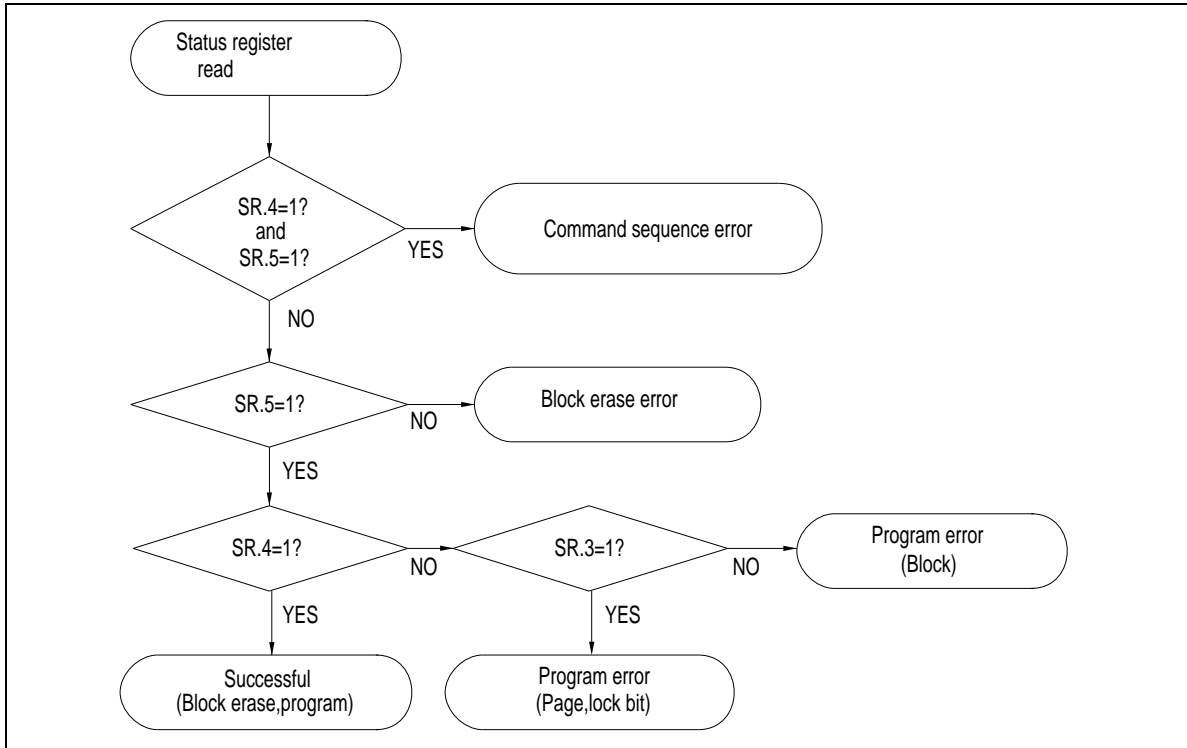 Status register
read
SR.4=1?
and
SR.5=1?
YES
Command sequence error
NO
SR.5=1?
NO
Block erase error
YES
SR.4=1?
NO
SR.3=1?
NO
Program error
(Block)
YES
YES
Successful
(Block erase,program)
Program error
(Page,lock bit)